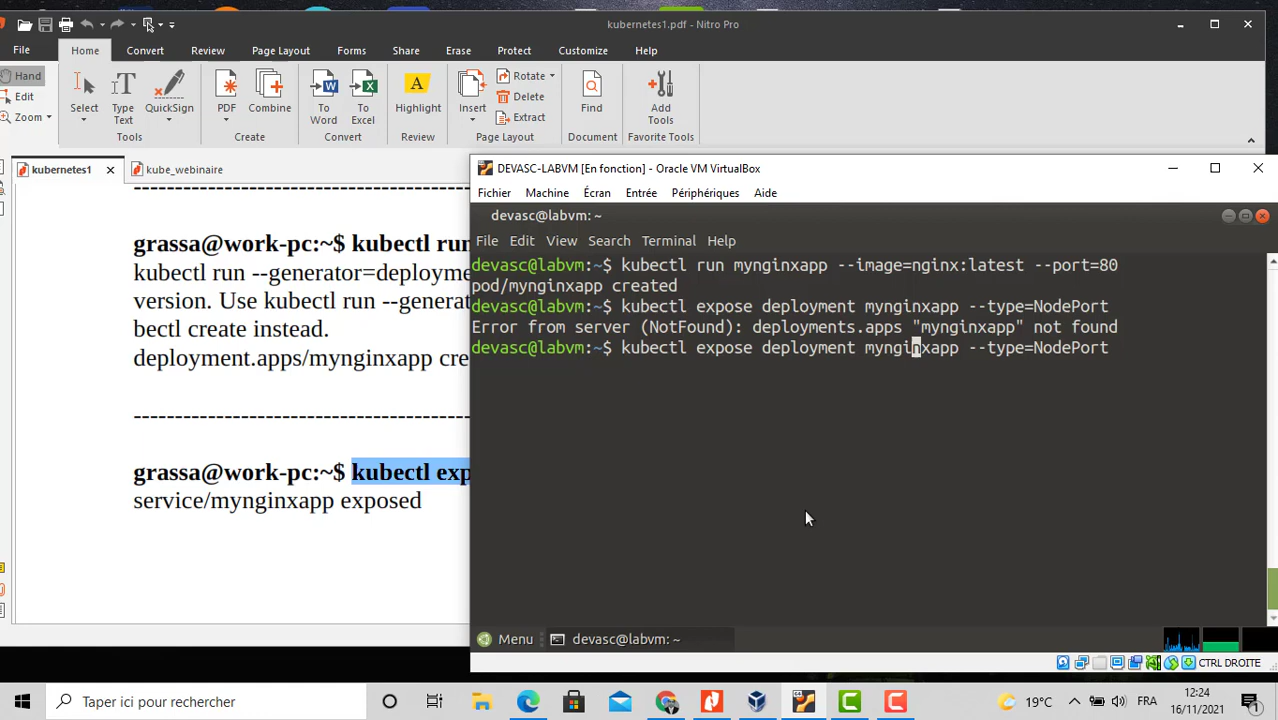 kubernetes1.pdf - Nitro Pro
File Home Convert Review Page Layout Forms Share Erase Protect Customize Help
Hand
Edit
Zoom
Select
Type Text
QuickSign
Tools
PDF
Combine
Create
To Word
To Excel
Convert
Highlight
Review
Insert
Rotate
Delete
Extract
Page Layout
Find
Document
Add Tools
Favorite Tools
kubernetes1
kube_webinaire
grassa@work-pc:~$ kubectl run
kubectl run --generator=deployme
version. Use kubectl run --generat
bectl create instead.
deployment.apps/mynginxapp cre
grassa@work-pc:~$ kubectl exp
service/mynginxapp exposed
DEVASC-LABVM [En fonction] - Oracle VM VirtualBox
Fichier Machine Écran Entrée Périphériques Aide
devasc@labvm: ~
File Edit View Search Terminal Help
devasc@labvm:~$ kubectl run mynginxapp --image=nginx:latest --port=80
pod/mynginxapp created
devasc@labvm:~$ kubectl expose deployment mynginxapp --type=NodePort
Error from server (NotFound): deployments.apps "mynginxapp" not found
devasc@labvm:~$ kubectl expose deployment mynginxapp --type=NodePort
Menu
devasc@labvm: ~
CTRL DROITE
Taper ici pour rechercher
19°C
FRA
12:24
16/11/2021